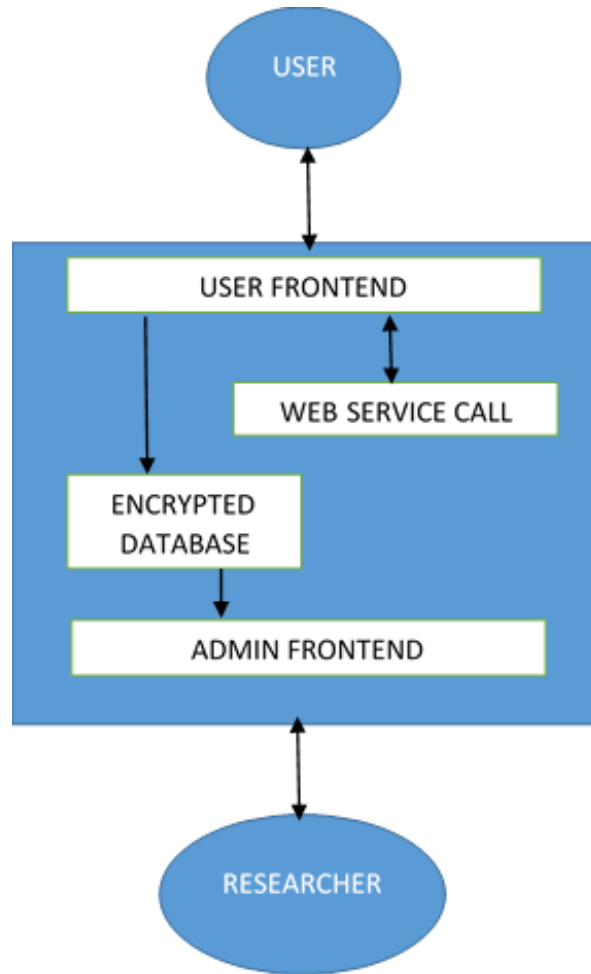 USER
USER FRONTEND
WEB SERVICE CALL
ENCRYPTED
DATABASE
ADMIN FRONTEND
RESEARCHER